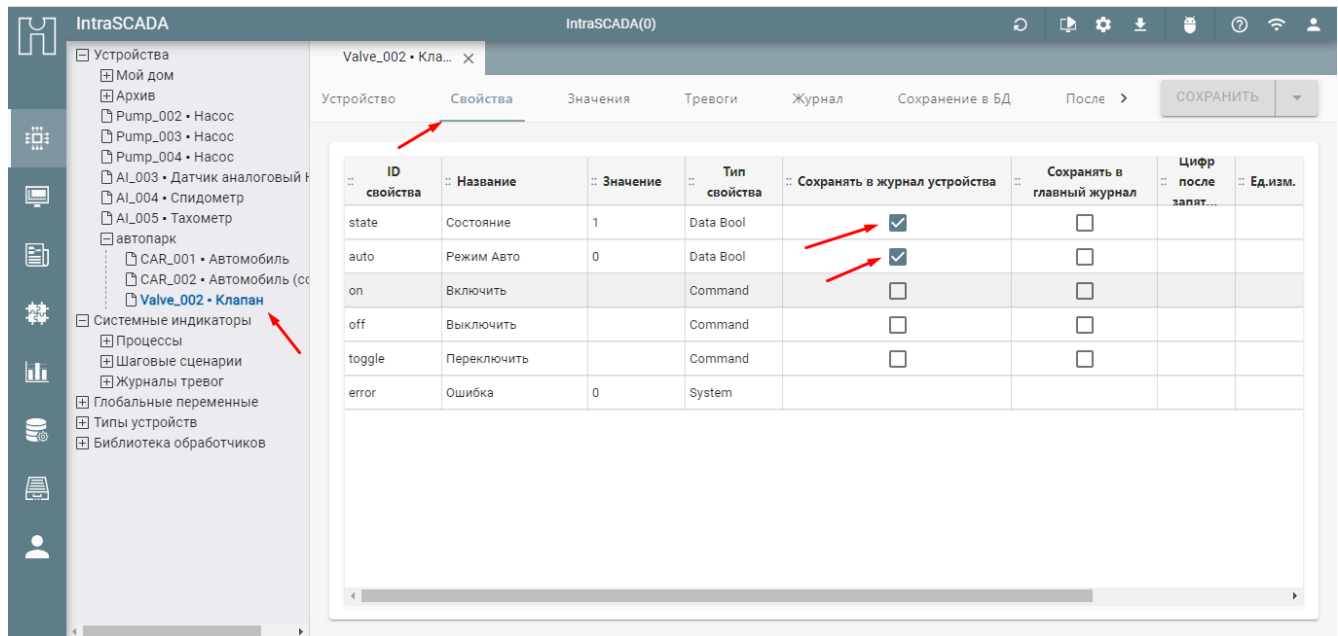 IntraSCADA
IntraSCADA(0)
Устройства
Мой дом
Архив
Pump_002 • Насос
Pump_003 • Насос
Pump_004 • Насос
AI_003 • Датчик аналоговый
AI_004 • Спидометр
AI_005 • Тахометр
автопарк
CAR_001 • Автомобиль
CAR_002 • Автомобиль (со
Valve_002 • Клапан
Системные индикаторы
Процессы
Шаговые сценарии
Журналы тревог
Глобальные переменные
Типы устройств
Библиотека обработчиков
Valve_002 • Кла...
Устройство Свойства Значения Тревоги Журнал Сохранение в БД После
СОХРАНИТЬ
ID свойства Название Значение Тип свойства Сохранять в журнал устройства Сохранять в главный журнал Цифр после запят... Ед.изм.
state Состояние 1 Data Bool
auto Режим Авто 0 Data Bool
on Включить Command
off Выключить Command
toggle Переключить Command
error Ошибка 0 System